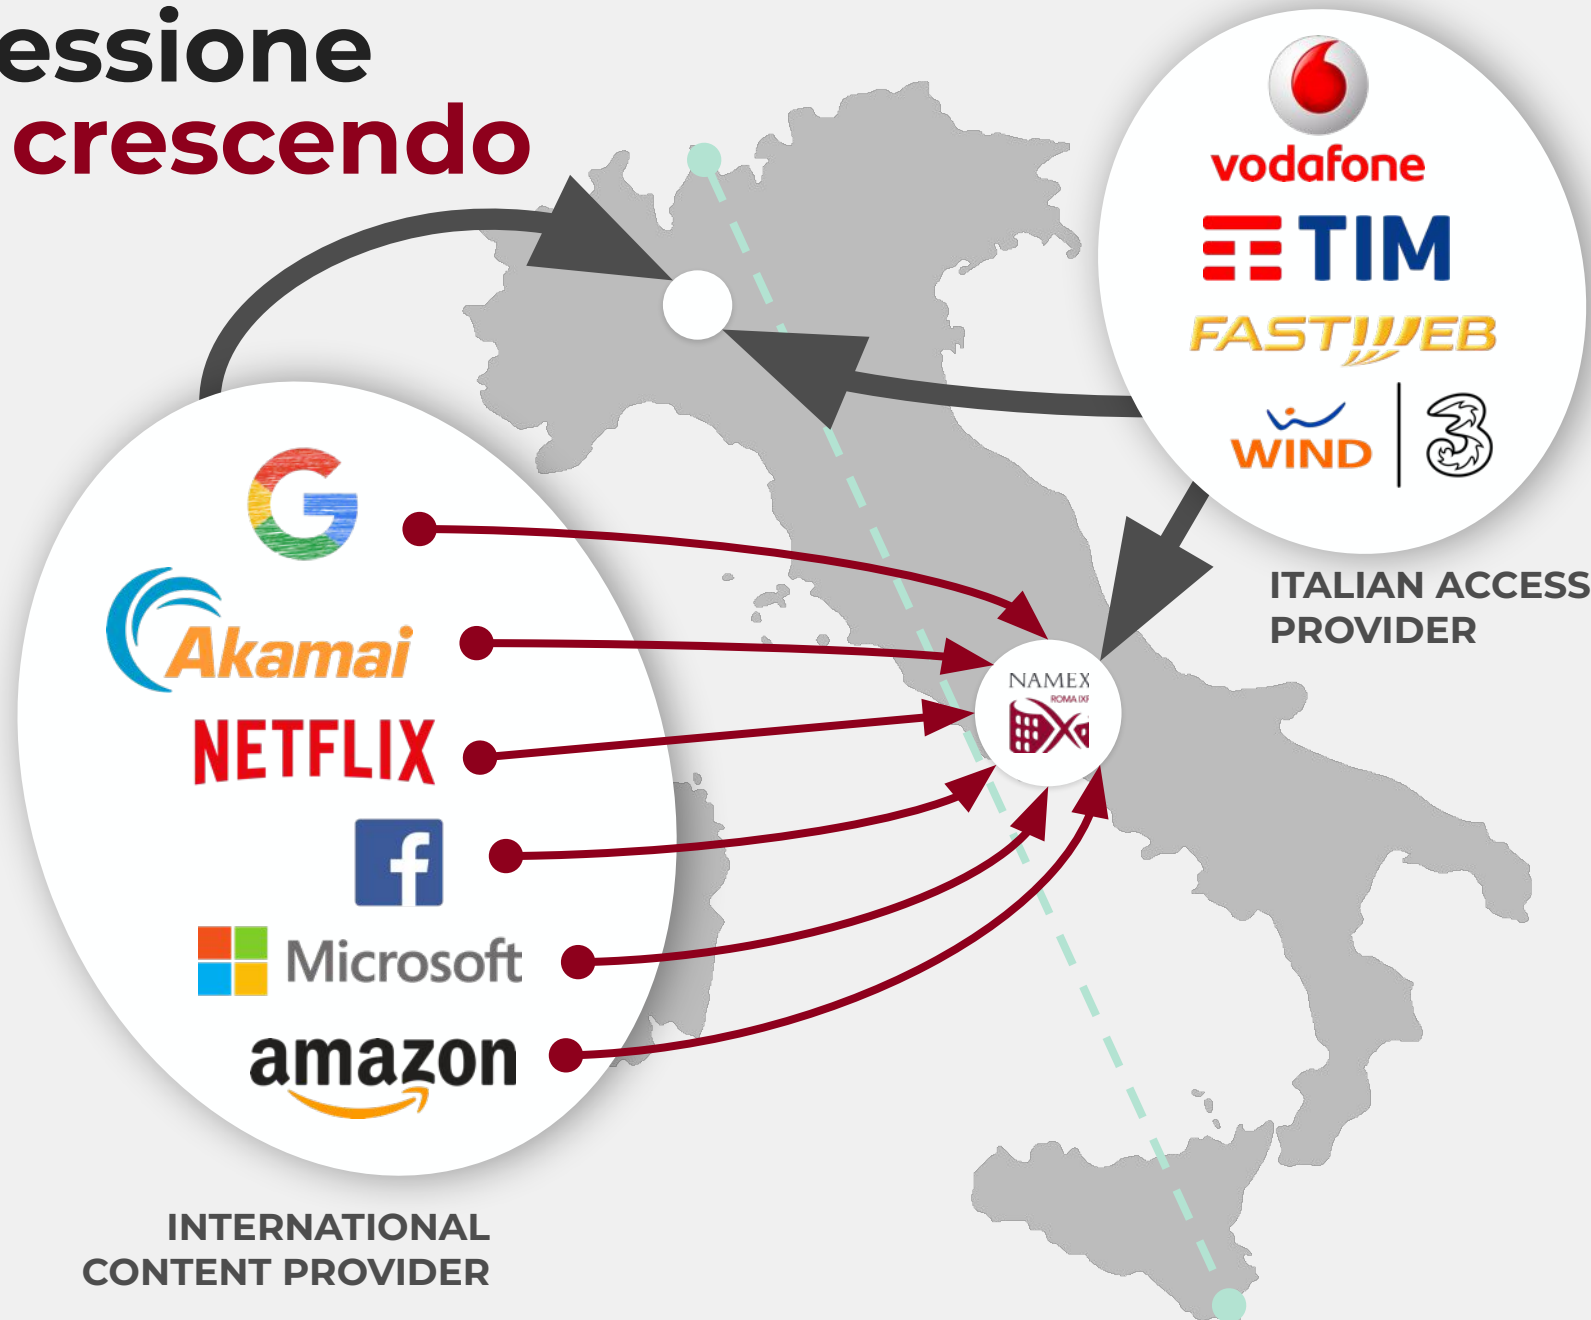 essione
crescendo
vodafone
TIM
FASTWEB
WIND 3
ITALIAN ACCESS
PROVIDER
G
Akamai
NETFLIX
f
Microsoft
amazon
NAMEX
ROMA IXP
INTERNATIONAL
CONTENT PROVIDER